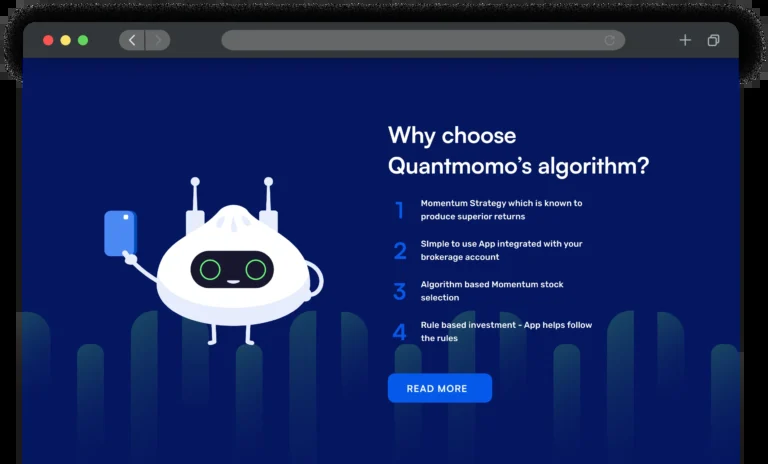 Why choose
Quantmomo's algorithm?
1
Momentum Strategy which is known to
produce superior returns
2
SImple to use App integrated with your
brokerage account
3
Algorithm based Momentum stock
selection
4
Rule based investment - App helps follow
the rules
READ MORE